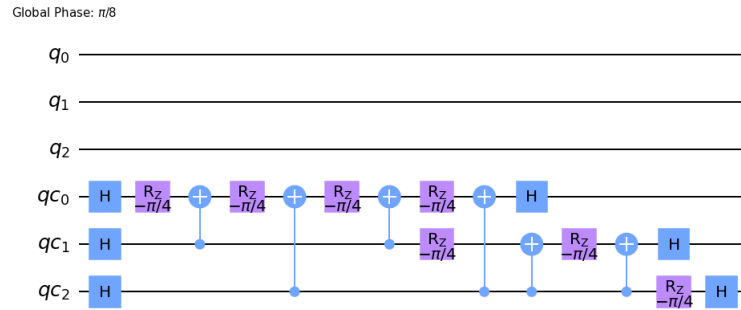 Global Phase: π/8
q0
q1
q2
qc0 H RZ −π/4 RZ −π/4 RZ −π/4 RZ −π/4 H
qc1 H RZ −π/4 RZ −π/4 H
qc2 H RZ −π/4 H